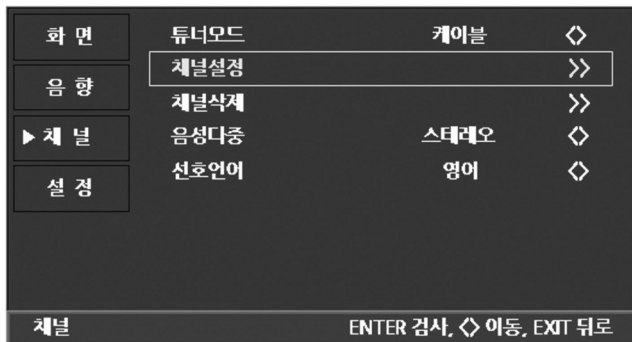 화 면
음 향
▶채 널
설 정
튜너모드 케이블 <>
채널설정 >>
채널삭제 >>
음성다중 스테레오 <>
선호언어 영어 <>
채널 ENTER 검사, <> 이동, EXIT 뒤로